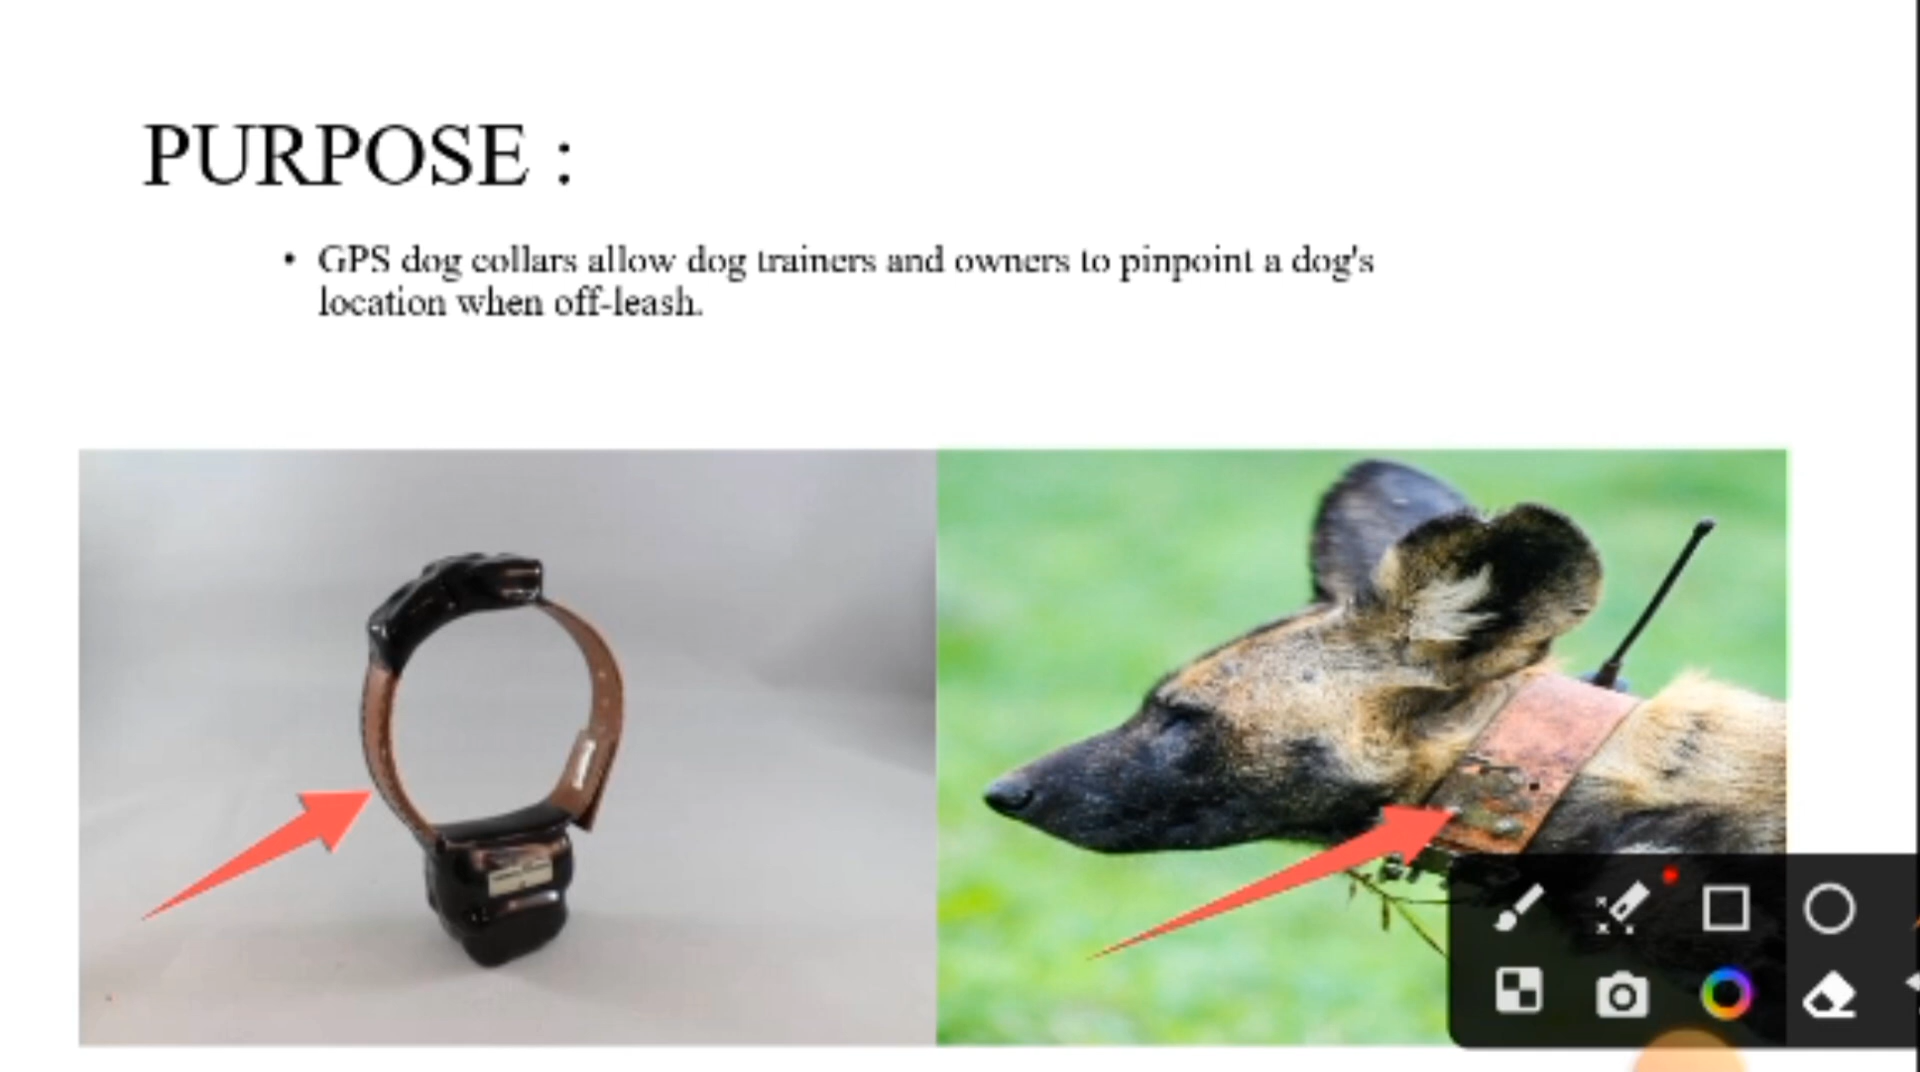 PURPOSE :
• GPS dog collars allow dog trainers and owners to pinpoint a dog's
location when off-leash.